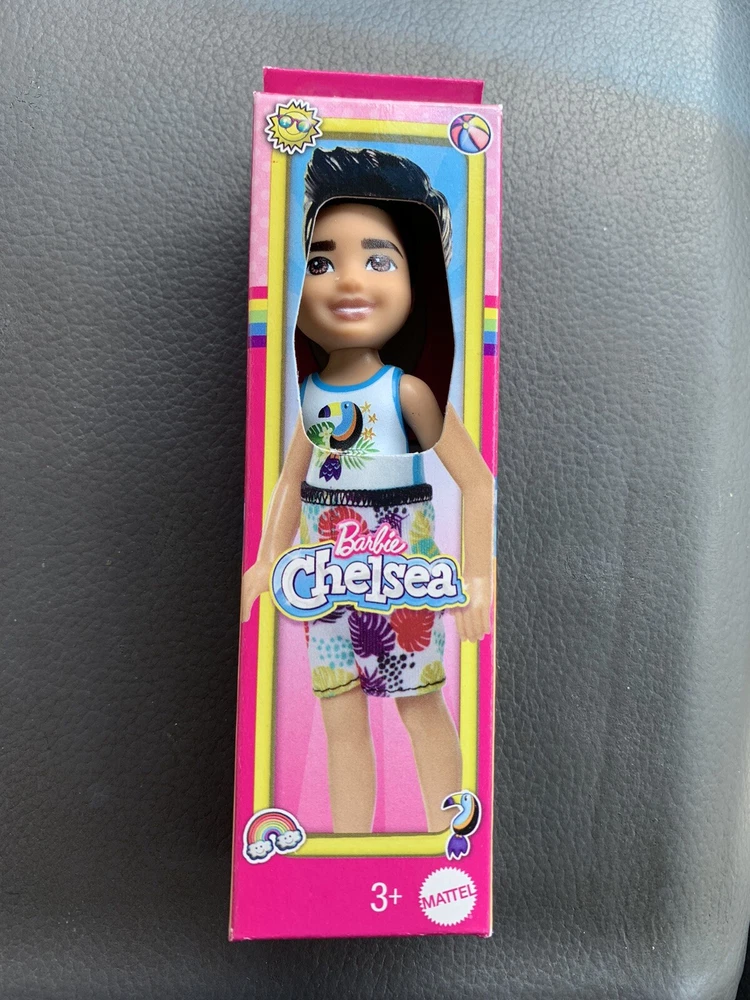 Barbie
Chelsea
3+
MATTEL